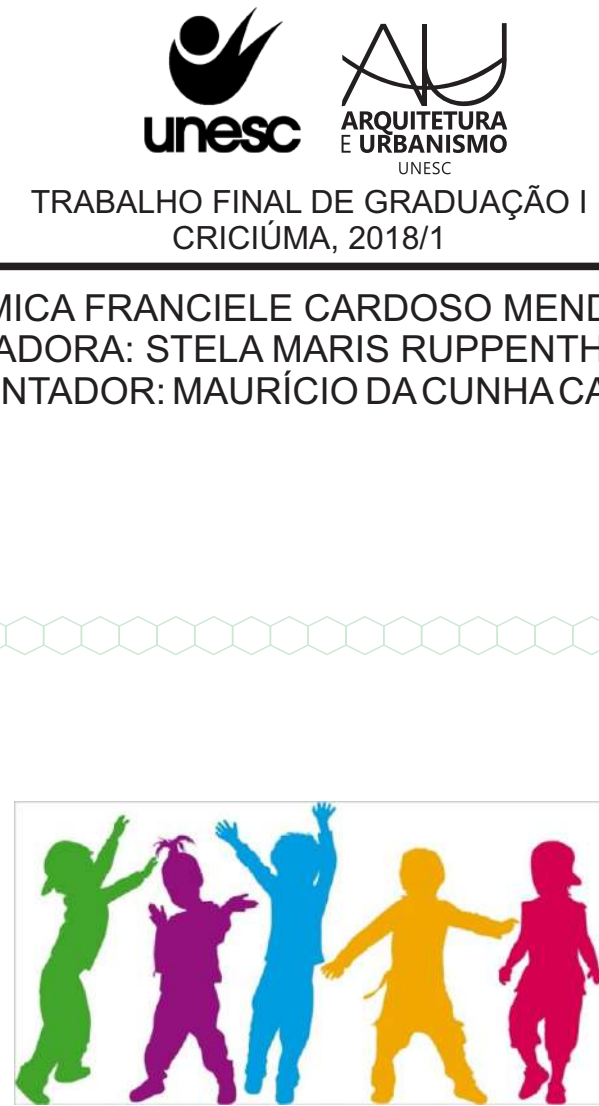 unesc
ARQUITETURA
E URBANISMO
UNESC
TRABALHO FINAL DE GRADUAÇÃO I
CRICIÚMA, 2018/1
MICA FRANCIELE CARDOSO MEND
ADORA: STELA MARIS RUPPENTH
NTADOR: MAURÍCIO DA CUNHA CA